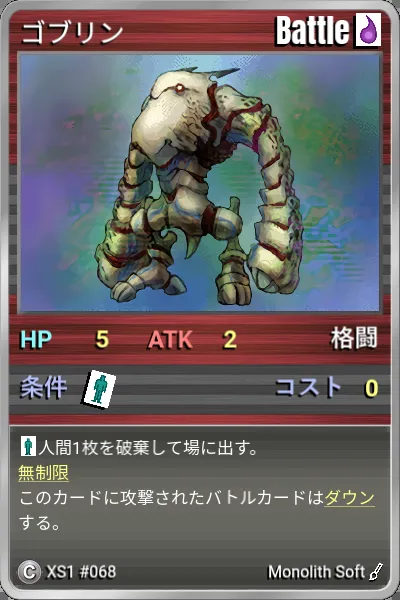 ゴブリン Battle
HP 5 ATK 2 格闘
条件 コスト 0
人間1枚を破棄して場に出す。
無制限
このカードに攻撃されたバトルカードはダウン
する。
C XS1 #068 Monolith Soft